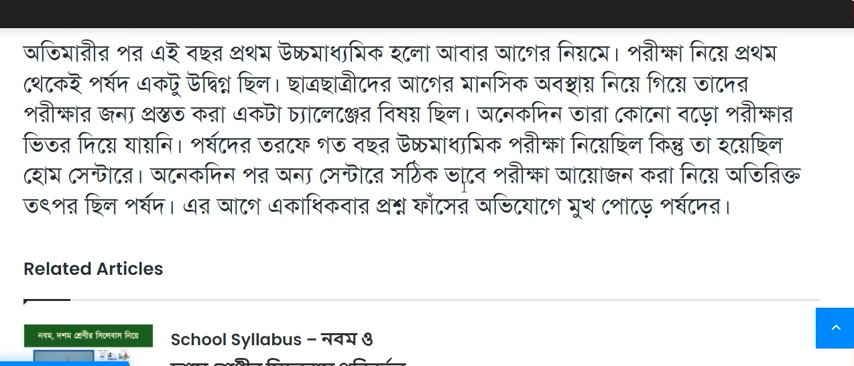 অতিমারীর পর এই বছর প্রথম উচ্চমাধ্যমিক হলো আবার আগের নিয়মে। পরীক্ষা নিয়ে প্রথম
থেকেই পর্ষদ একটু উদ্বিগ্ন ছিল। ছাত্রছাত্রীদের আগের মানসিক অবস্থায় নিয়ে গিয়ে তাদের
পরীক্ষার জন্য প্রস্তত করা একটা চ্যালেঞ্জের বিষয় ছিল। অনেকদিন তারা কোনো বড়ো পরীক্ষার
ভিতর দিয়ে যায়নি। পর্ষদের তরফে গত বছর উচ্চমাধ্যমিক পরীক্ষা নিয়েছিল কিন্তু তা হয়েছিল
হোম সেন্টারে। অনেকদিন পর অন্য সেন্টারে সঠিক ভাবে পরীক্ষা আয়োজন করা নিয়ে অতিরিক্ত
তৎপর ছিল পর্ষদ। এর আগে একাধিকবার প্রশ্ন ফাঁসের অভিযোগে মুখ পোড়ে পর্ষদের।
Related Articles
নবম, দশম শ্রেণীর সিলেবাস নিয়ে
School Syllabus – নবম ও